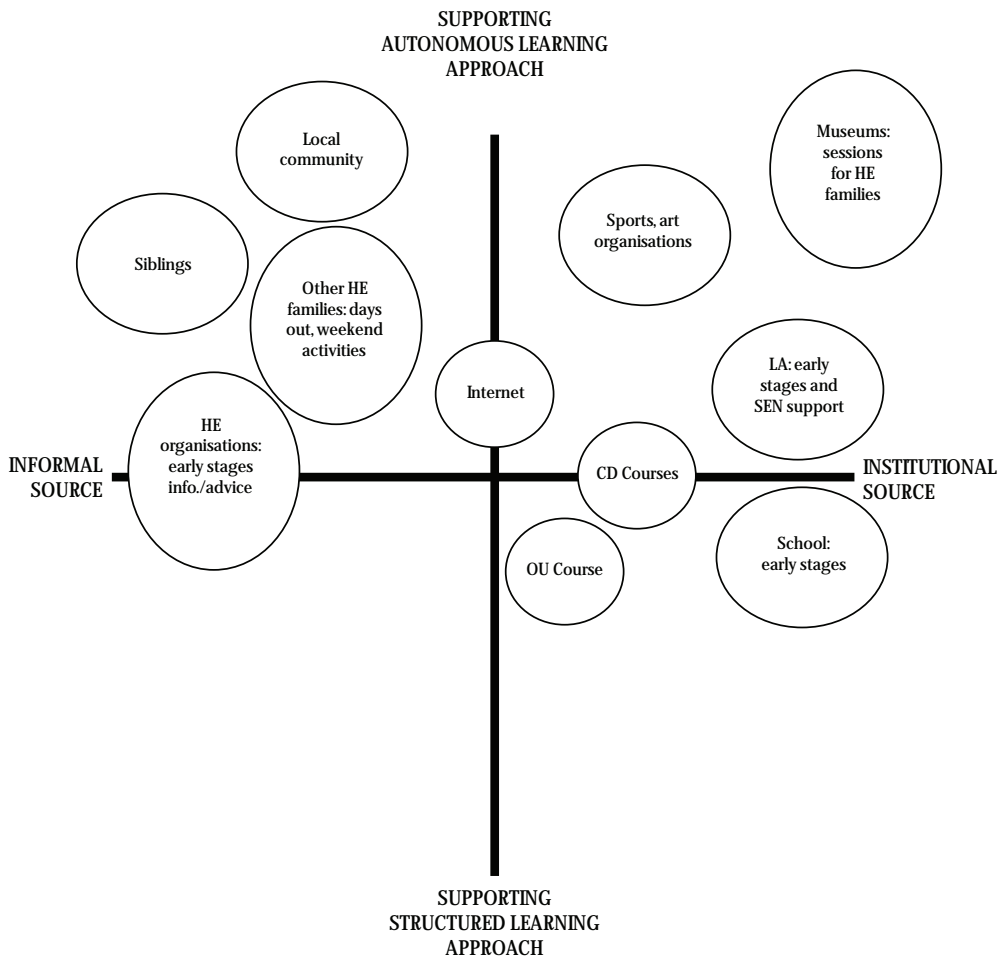 SUPPORTING
AUTONOMOUS LEARNING
APPROACH
Local
community
Museums:
sessions
for HE
families
Sports, art
organisations
Siblings
Other HE
families: days
out, weekend
activities
Internet
LA: early
stages and
SEN support
HE
organisations:
early stages
info./advice
INFORMAL
SOURCE
CD Courses
INSTITUTIONAL
SOURCE
OU Course
School:
early stages
SUPPORTING
STRUCTURED LEARNING
APPROACH